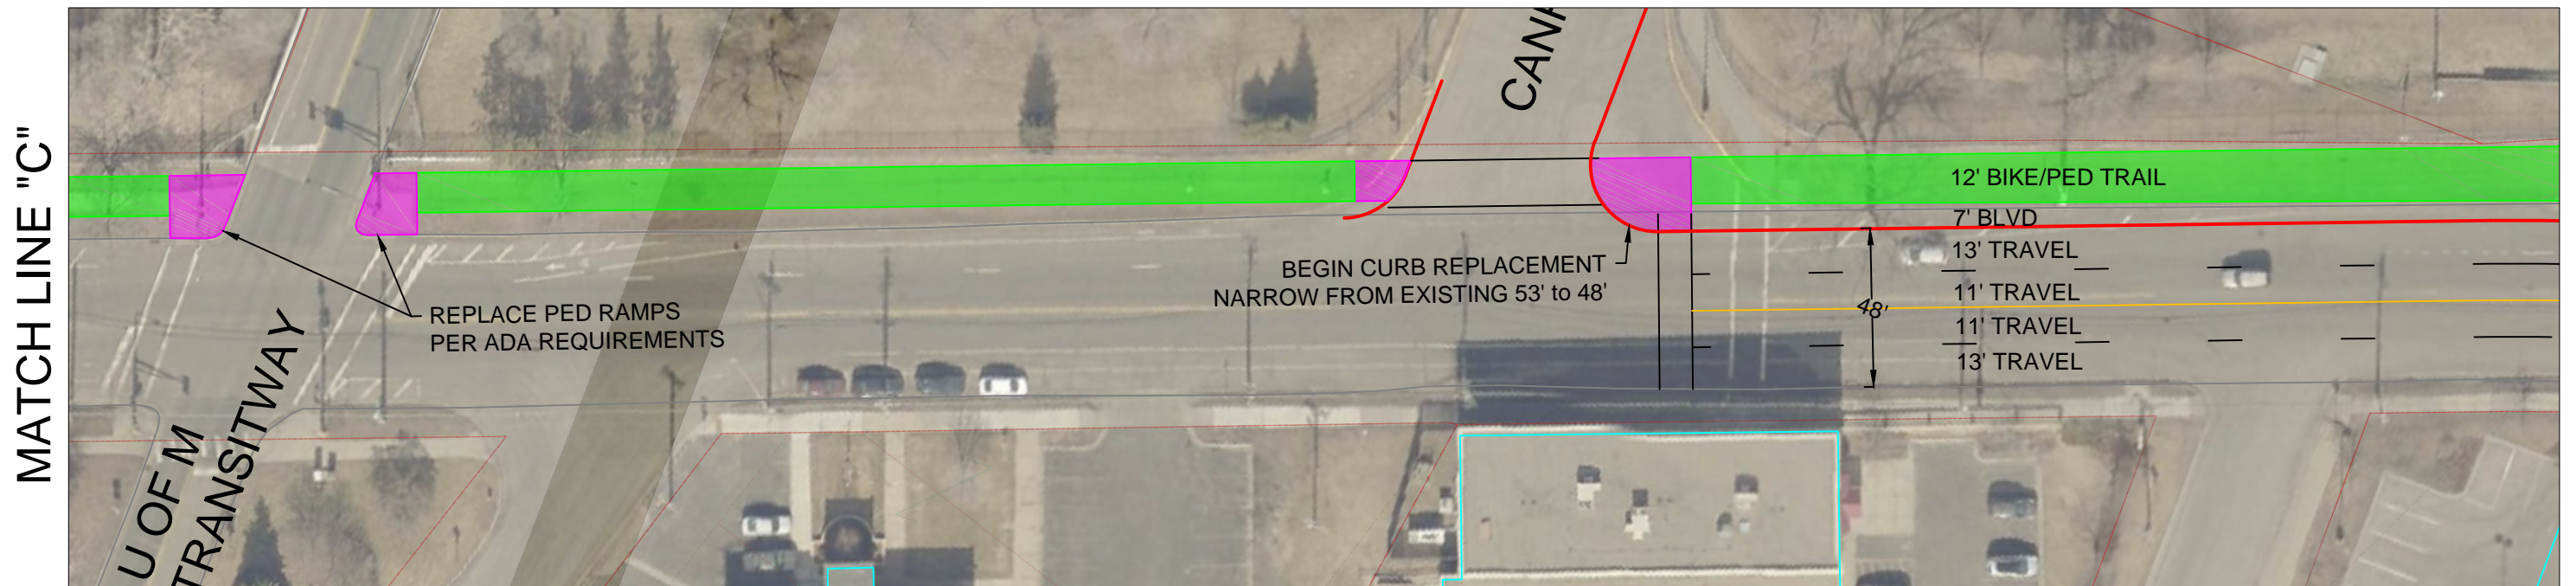 MATCH LINE "C"
12' BIKE/PED TRAIL
7' BLVD
13' TRAVEL
11' TRAVEL
48'
11' TRAVEL
13' TRAVEL
BEGIN CURB REPLACEMENT
NARROW FROM EXISTING 53' to 48'
REPLACE PED RAMPS
PER ADA REQUIREMENTS
U OF M
TRANSITWAY